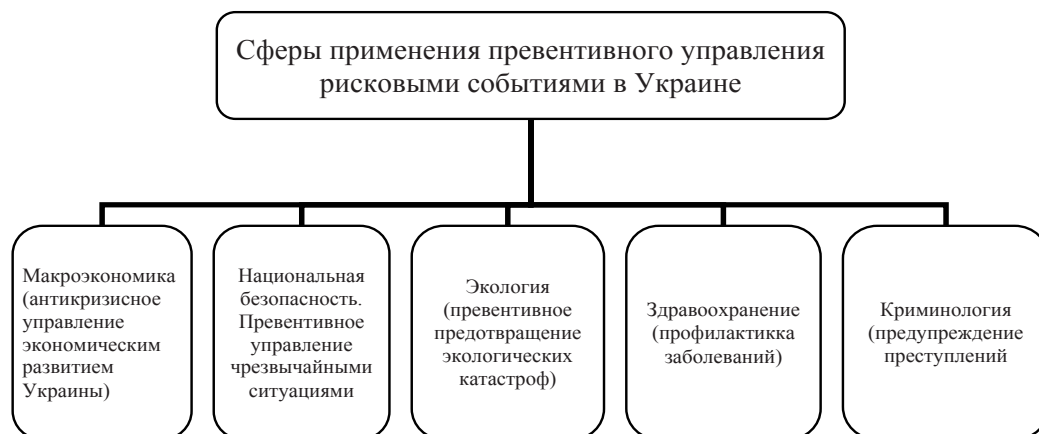 Сферы применения превентивного управления
рисковыми событиями в Украине
Макроэкономика
(антикризисное
управление
экономическим
развитием
Украины)
Национальная
безопасность.
Превентивное
управление
чрезвычайными
ситуациями
Экология
(превентивное
предотвращение
экологических
катастроф)
Здравоохранение
(профилактикка
заболеваний)
Криминология
(предупреждение
преступлений